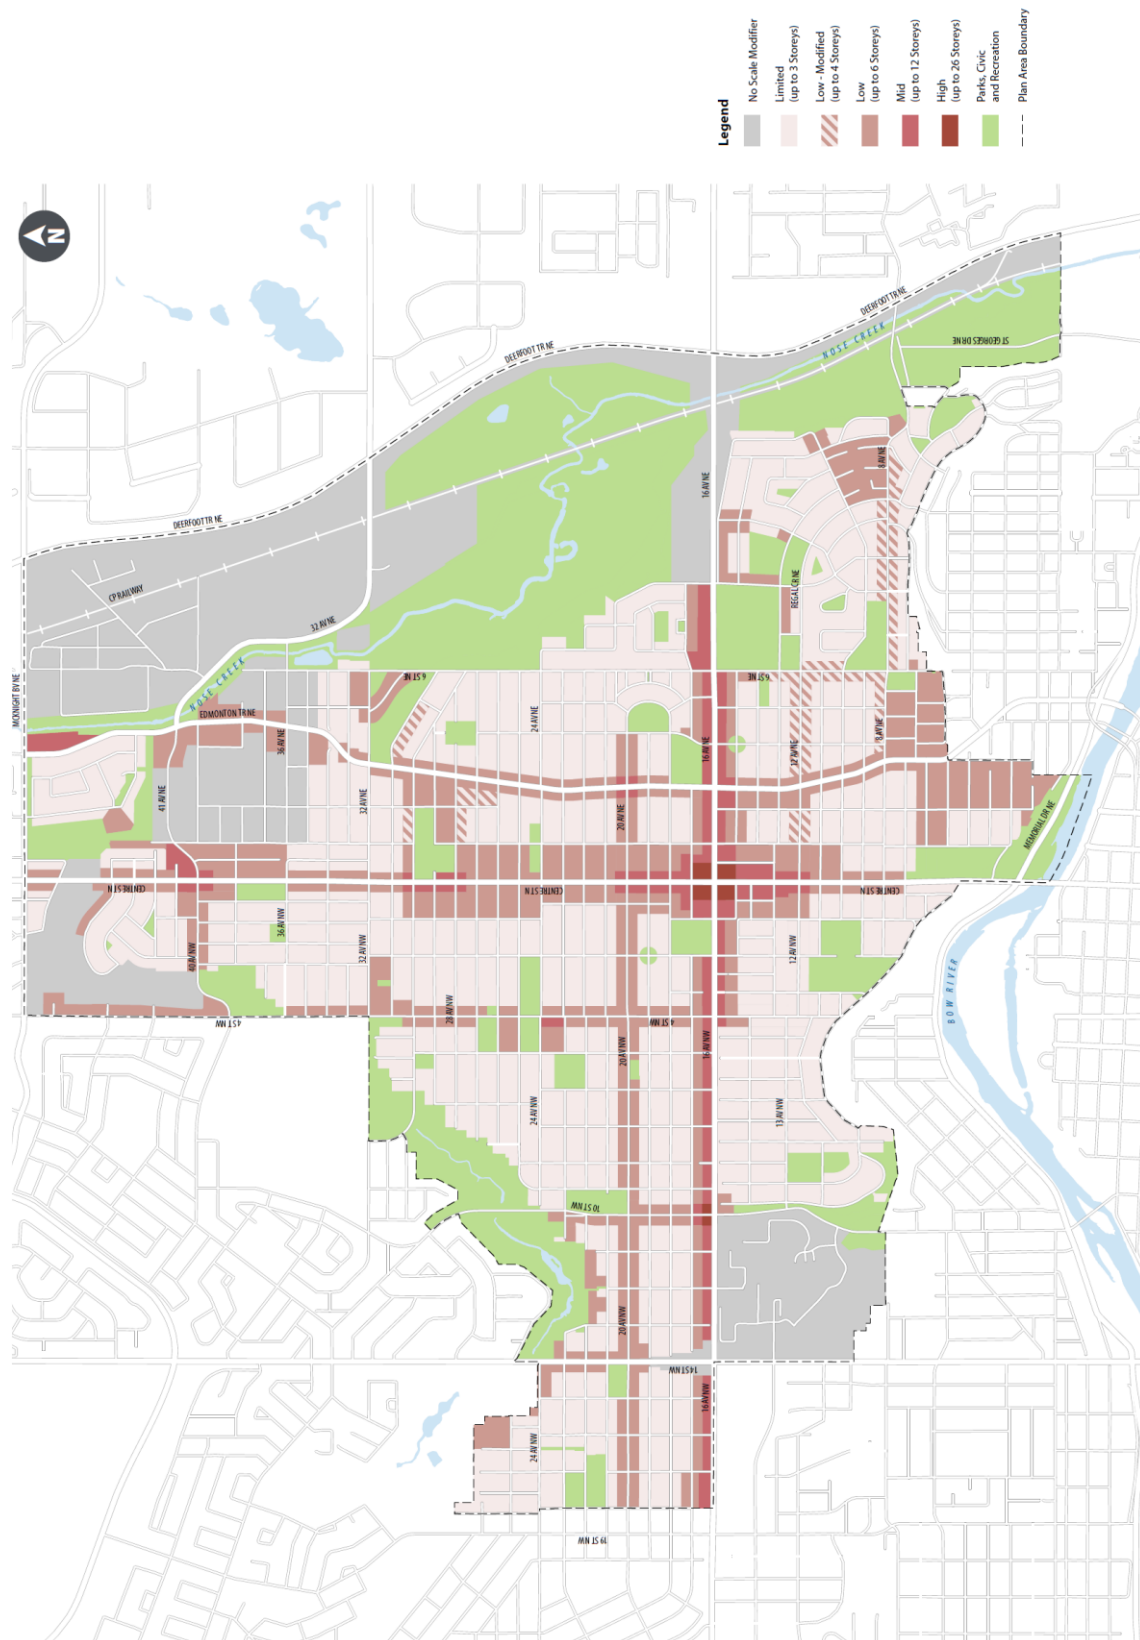 Legend
No Scale Modifier
Limited
(up to 3 Storeys)
Low - Modified
(up to 4 Storeys)
Low
(up to 6 Storeys)
Mid
(up to 12 Storeys)
High
(up to 26 Storeys)
Parks, Civic
and Recreation
Plan Area Boundary
N
MCKNIGHT BV NE
DEERFOOT TR NE
CP RAILWAY
32 AV NE
NOSE CREEK
EDMONTON TR NE
36 AV NE
41 AV NE
32 AV NE
CENTRE ST N
40 AV NW
36 AV NW
32 AV NW
4 ST NW
DEERFOOT TR NE
6 ST NE
24 AV NE
20 AV NE
16 AV NE
16 AV NE
CENTRE ST N
28 AV NW
4 ST NW
20 AV NW
16 AV NW
24 AV NW
10 ST NW
20 AV NW
14 ST NW
16 AV NW
24 AV NW
19 ST NW
DEERFOOT TR NE
NOSE CREEK
ST GEORGES DR NE
8 AV NE
REGAL CR NE
6 ST NE
12 AV NE
8 AV NE
MEMORIAL DR NE
CENTRE ST N
12 AV NW
13 AV NW
BOW RIVER